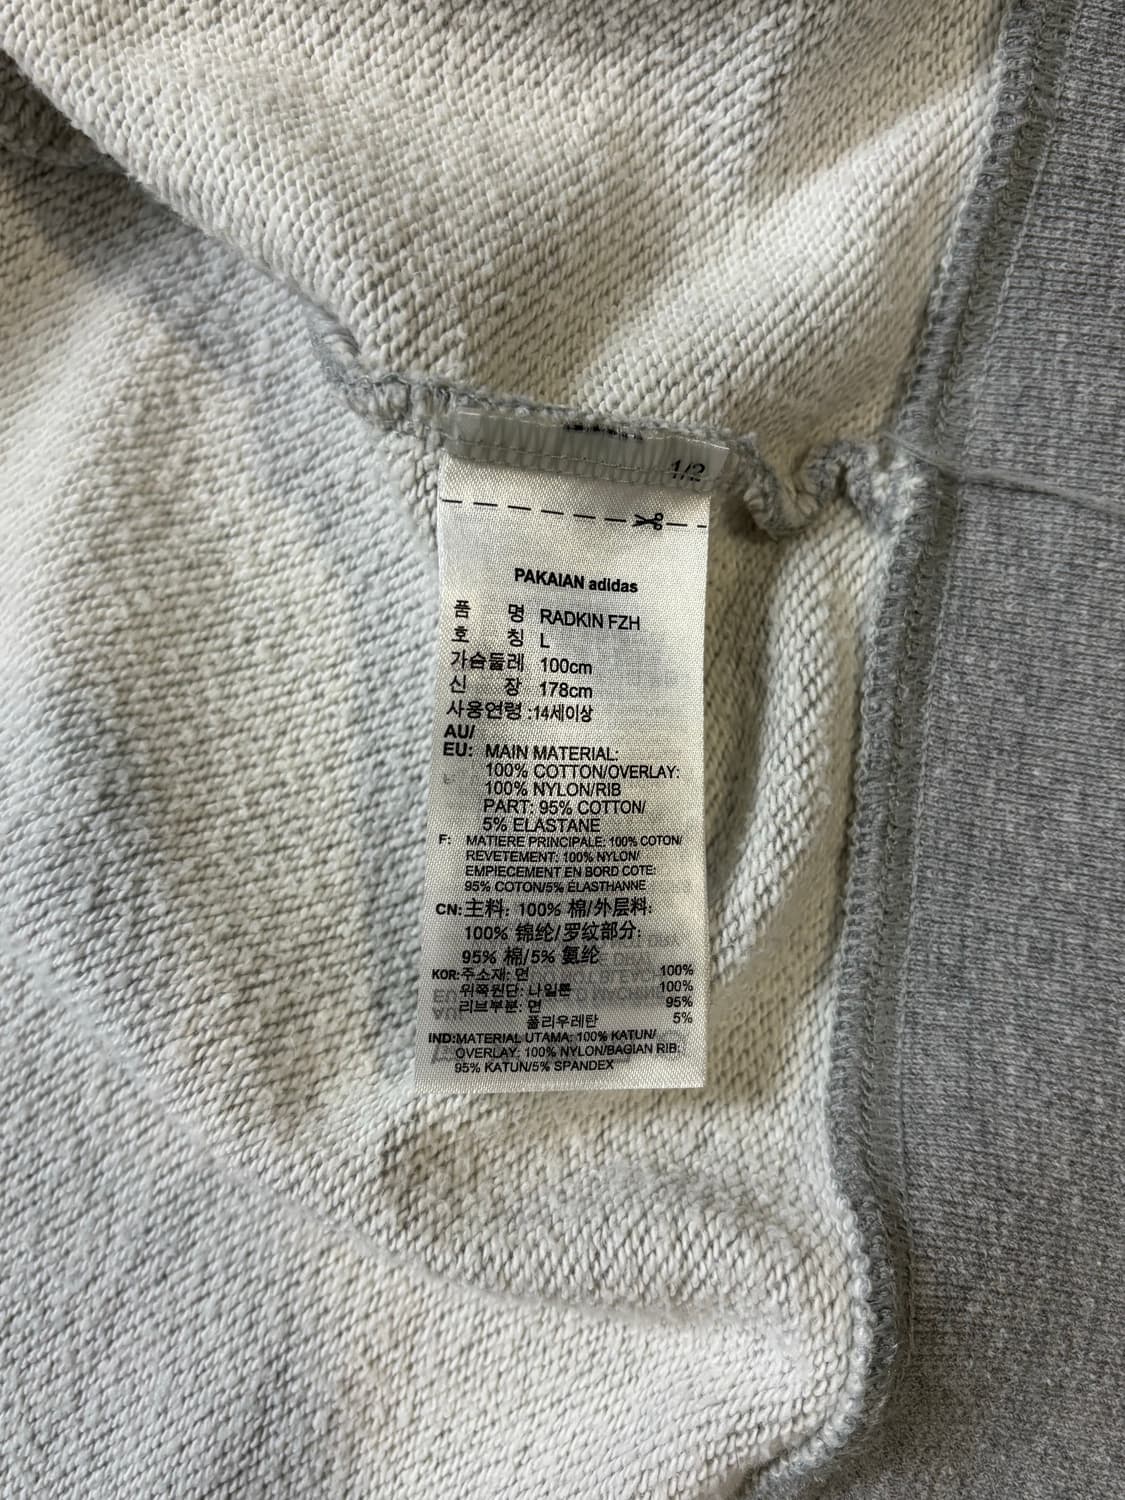 1/2
PAKAIAN adidas
품 명 RADKIN FZH
호 칭 L
가슴둘레 100cm
신 장 178cm
사용연령 :14세이상
AU/
EU: MAIN MATERIAL:
100% COTTON/OVERLAY:
100% NYLON/RIB
PART: 95% COTTON/
5% ELASTANE
F: MATIERE PRINCIPALE: 100% COTON/
REVETEMENT: 100% NYLON/
EMPIECEMENT EN BORD COTE:
95% COTON/5% ELASTHANNE
CN: 主料: 100% 棉/外层料:
100% 锦纶/罗纹部分:
95% 棉/5% 氨纶
KOR: 주소재: 면 100%
위쪽원단: 나일론 100%
리브부분: 면 95%
폴리우레탄 5%
IND: MATERIAL UTAMA: 100% KATUN/
OVERLAY: 100% NYLON/BAGIAN RIB:
95% KATUN/5% SPANDEX